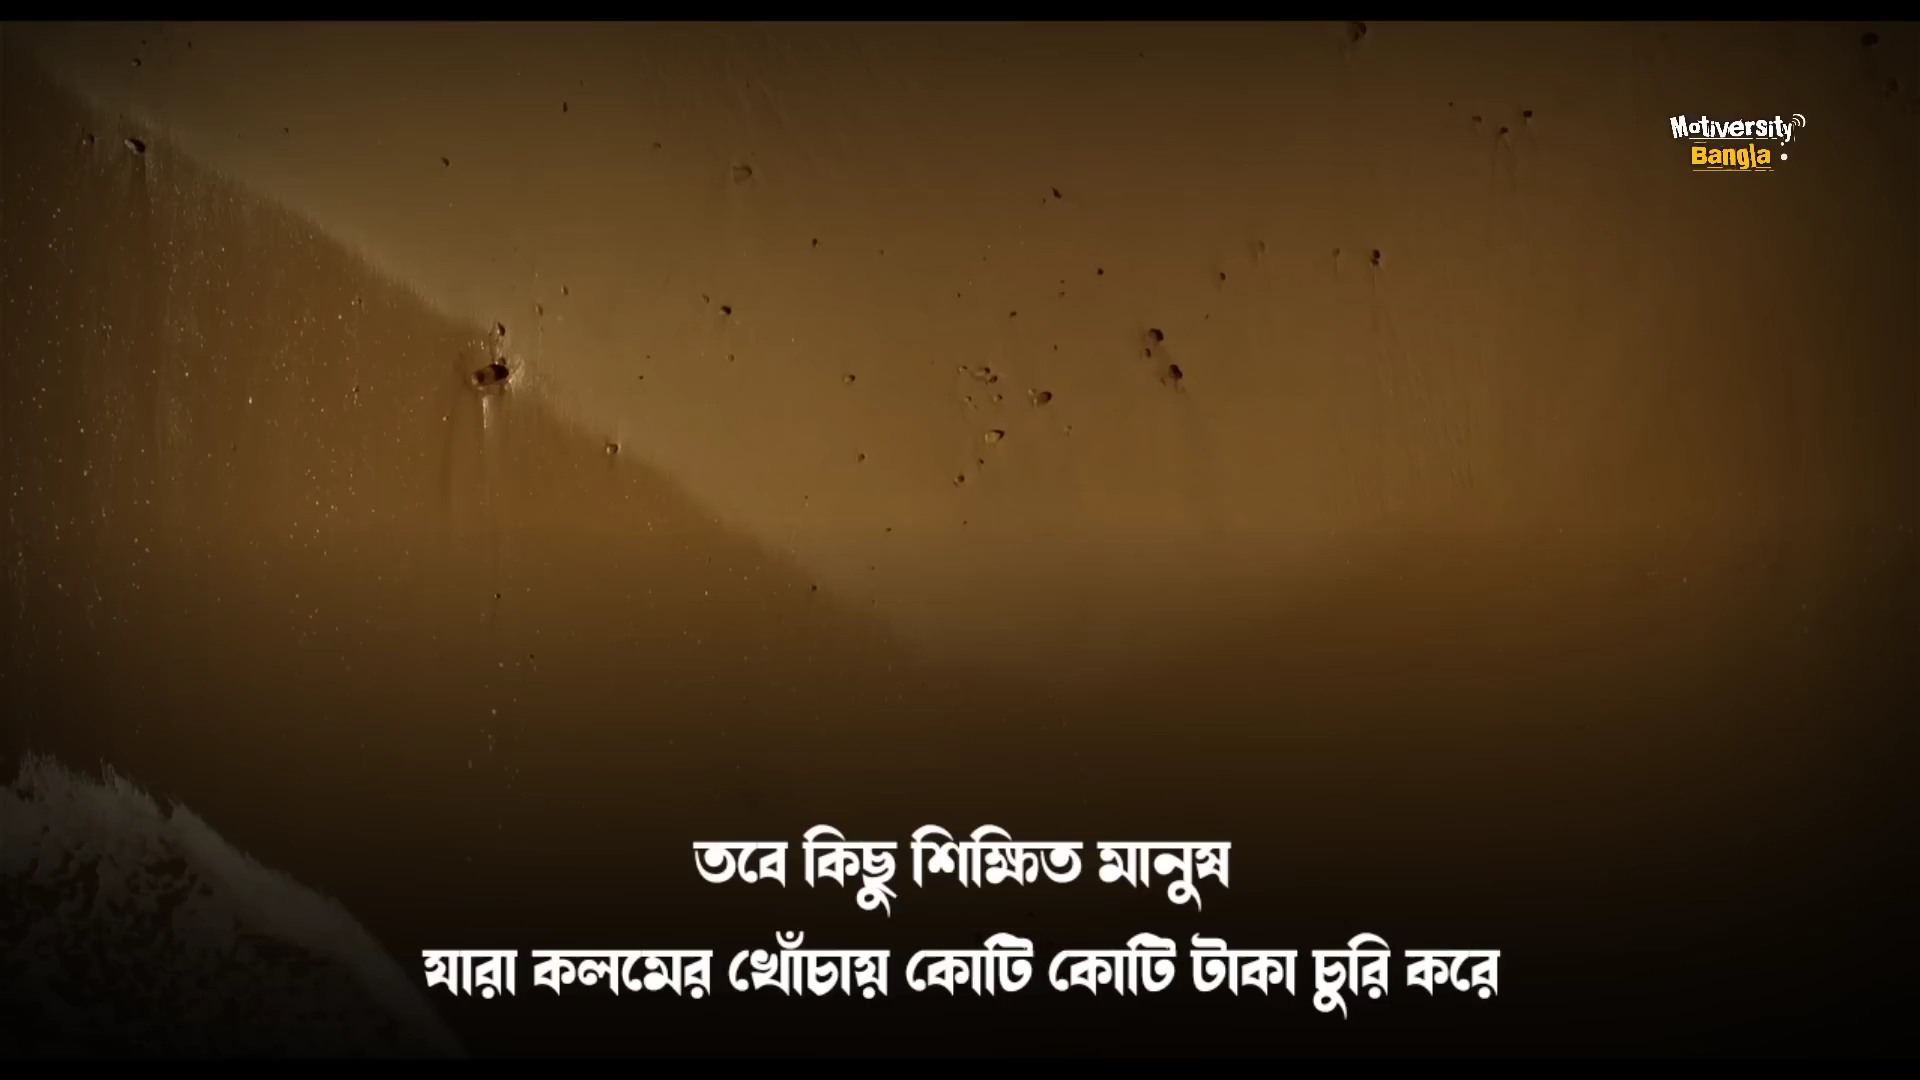 Motiversity
Bangla
তবে কিছু শিক্ষিত মানুষ
যারা কলমের খোঁচায় কোটি কোটি টাকা চুরি করে